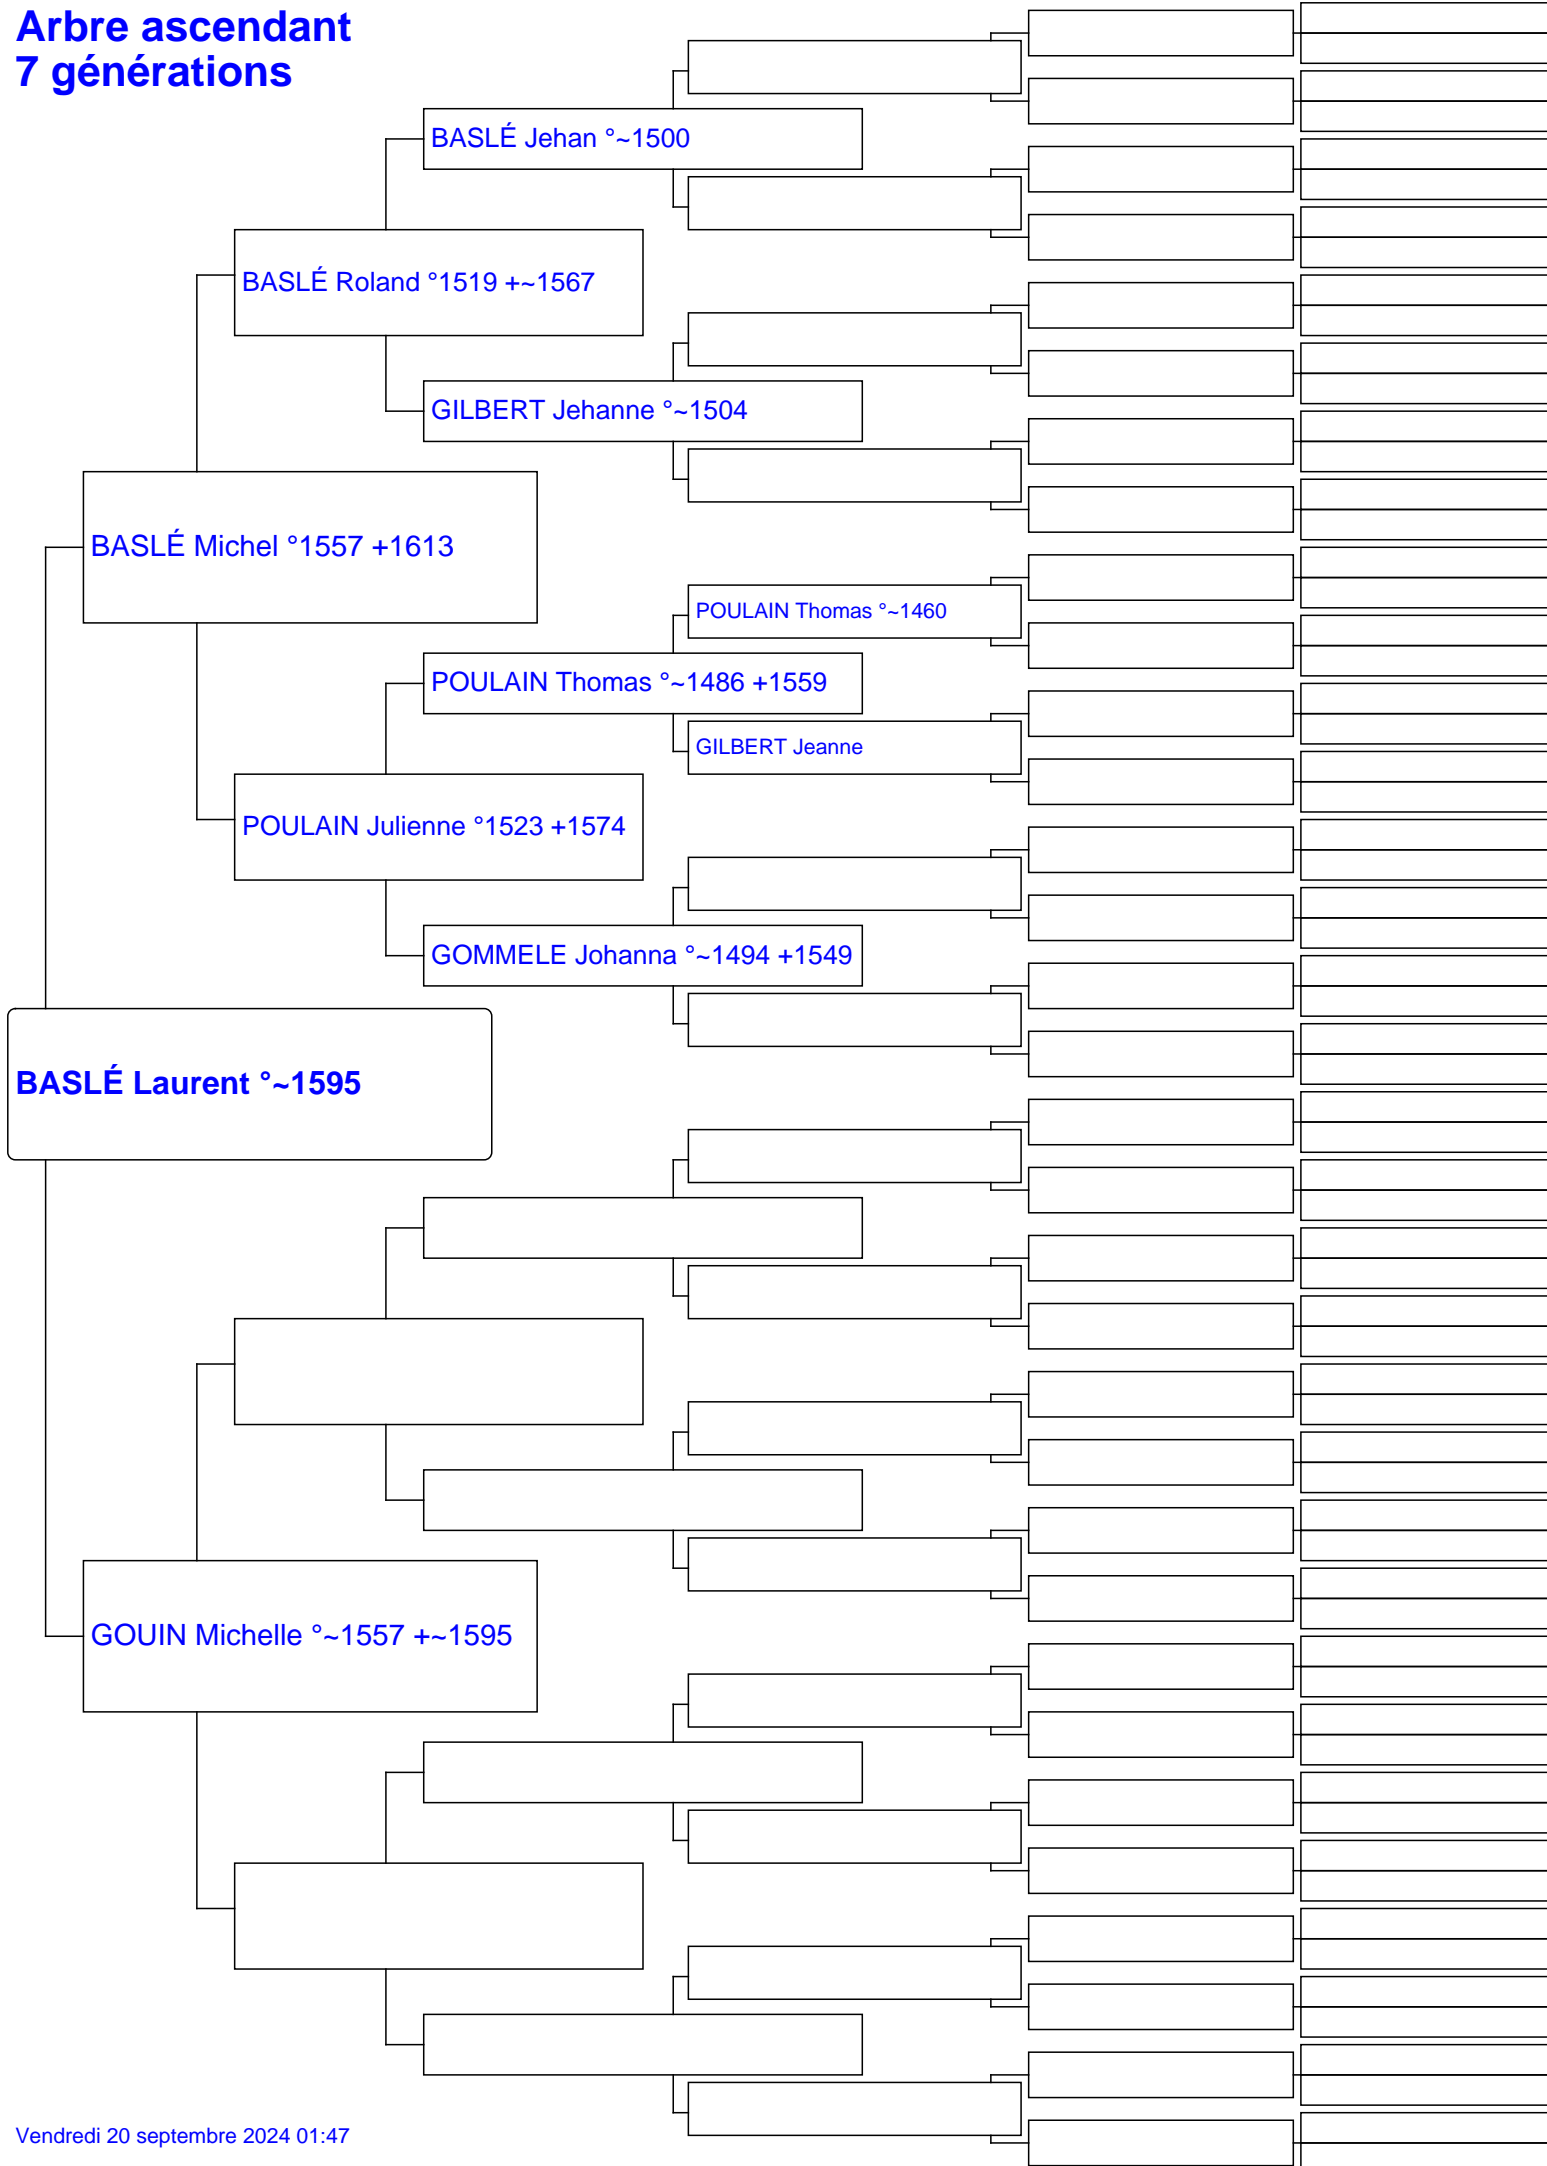 Arbre ascendant
7 générations
BASLÉ Jehan °~1500
BASLÉ Roland °1519 +~1567
GILBERT Jehanne °~1504
BASLÉ Michel °1557 +1613
POULAIN Thomas °~1460
POULAIN Thomas °~1486 +1559
GILBERT Jeanne
POULAIN Julienne °1523 +1574
GOMMELE Johanna °~1494 +1549
BASLÉ Laurent °~1595
GOUIN Michelle °~1557 +~1595
Vendredi 20 septembre 2024 01:47